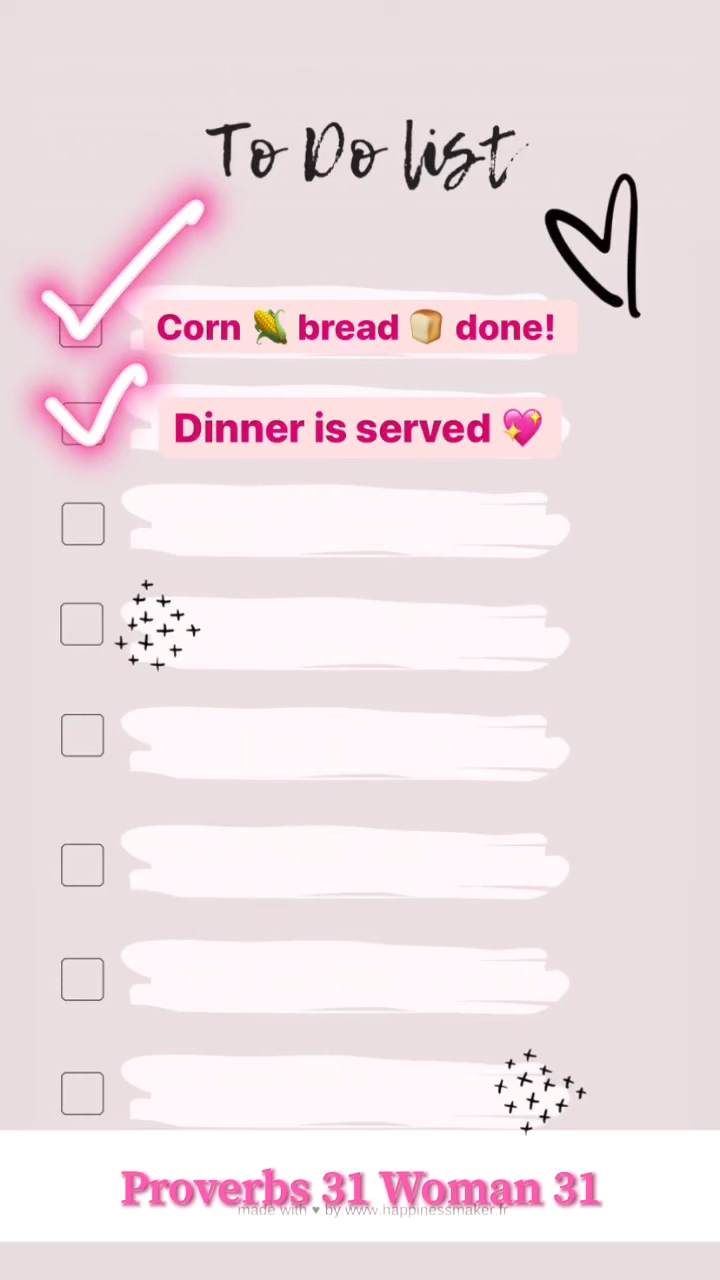 To Do list
Corn 🌽 bread 🍞 done!
Dinner is served 💖
Proverbs 31 Woman 31
made with ♥ by www.happinessmaker.fr